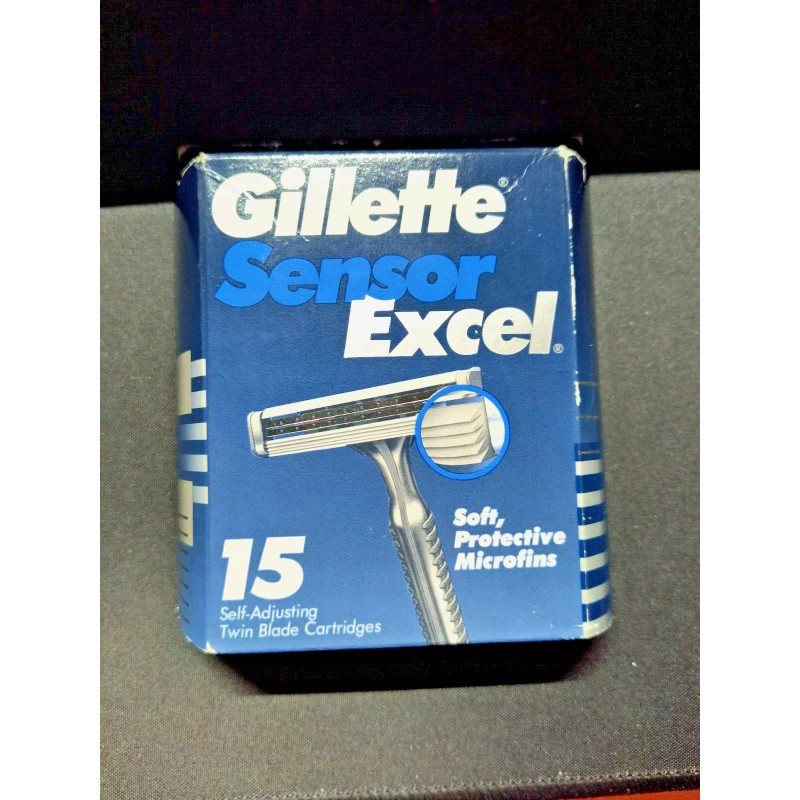 Gillette®
Sensor
Excel®
Soft,
Protective
Microfins
15
Self-Adjusting
Twin Blade Cartridges